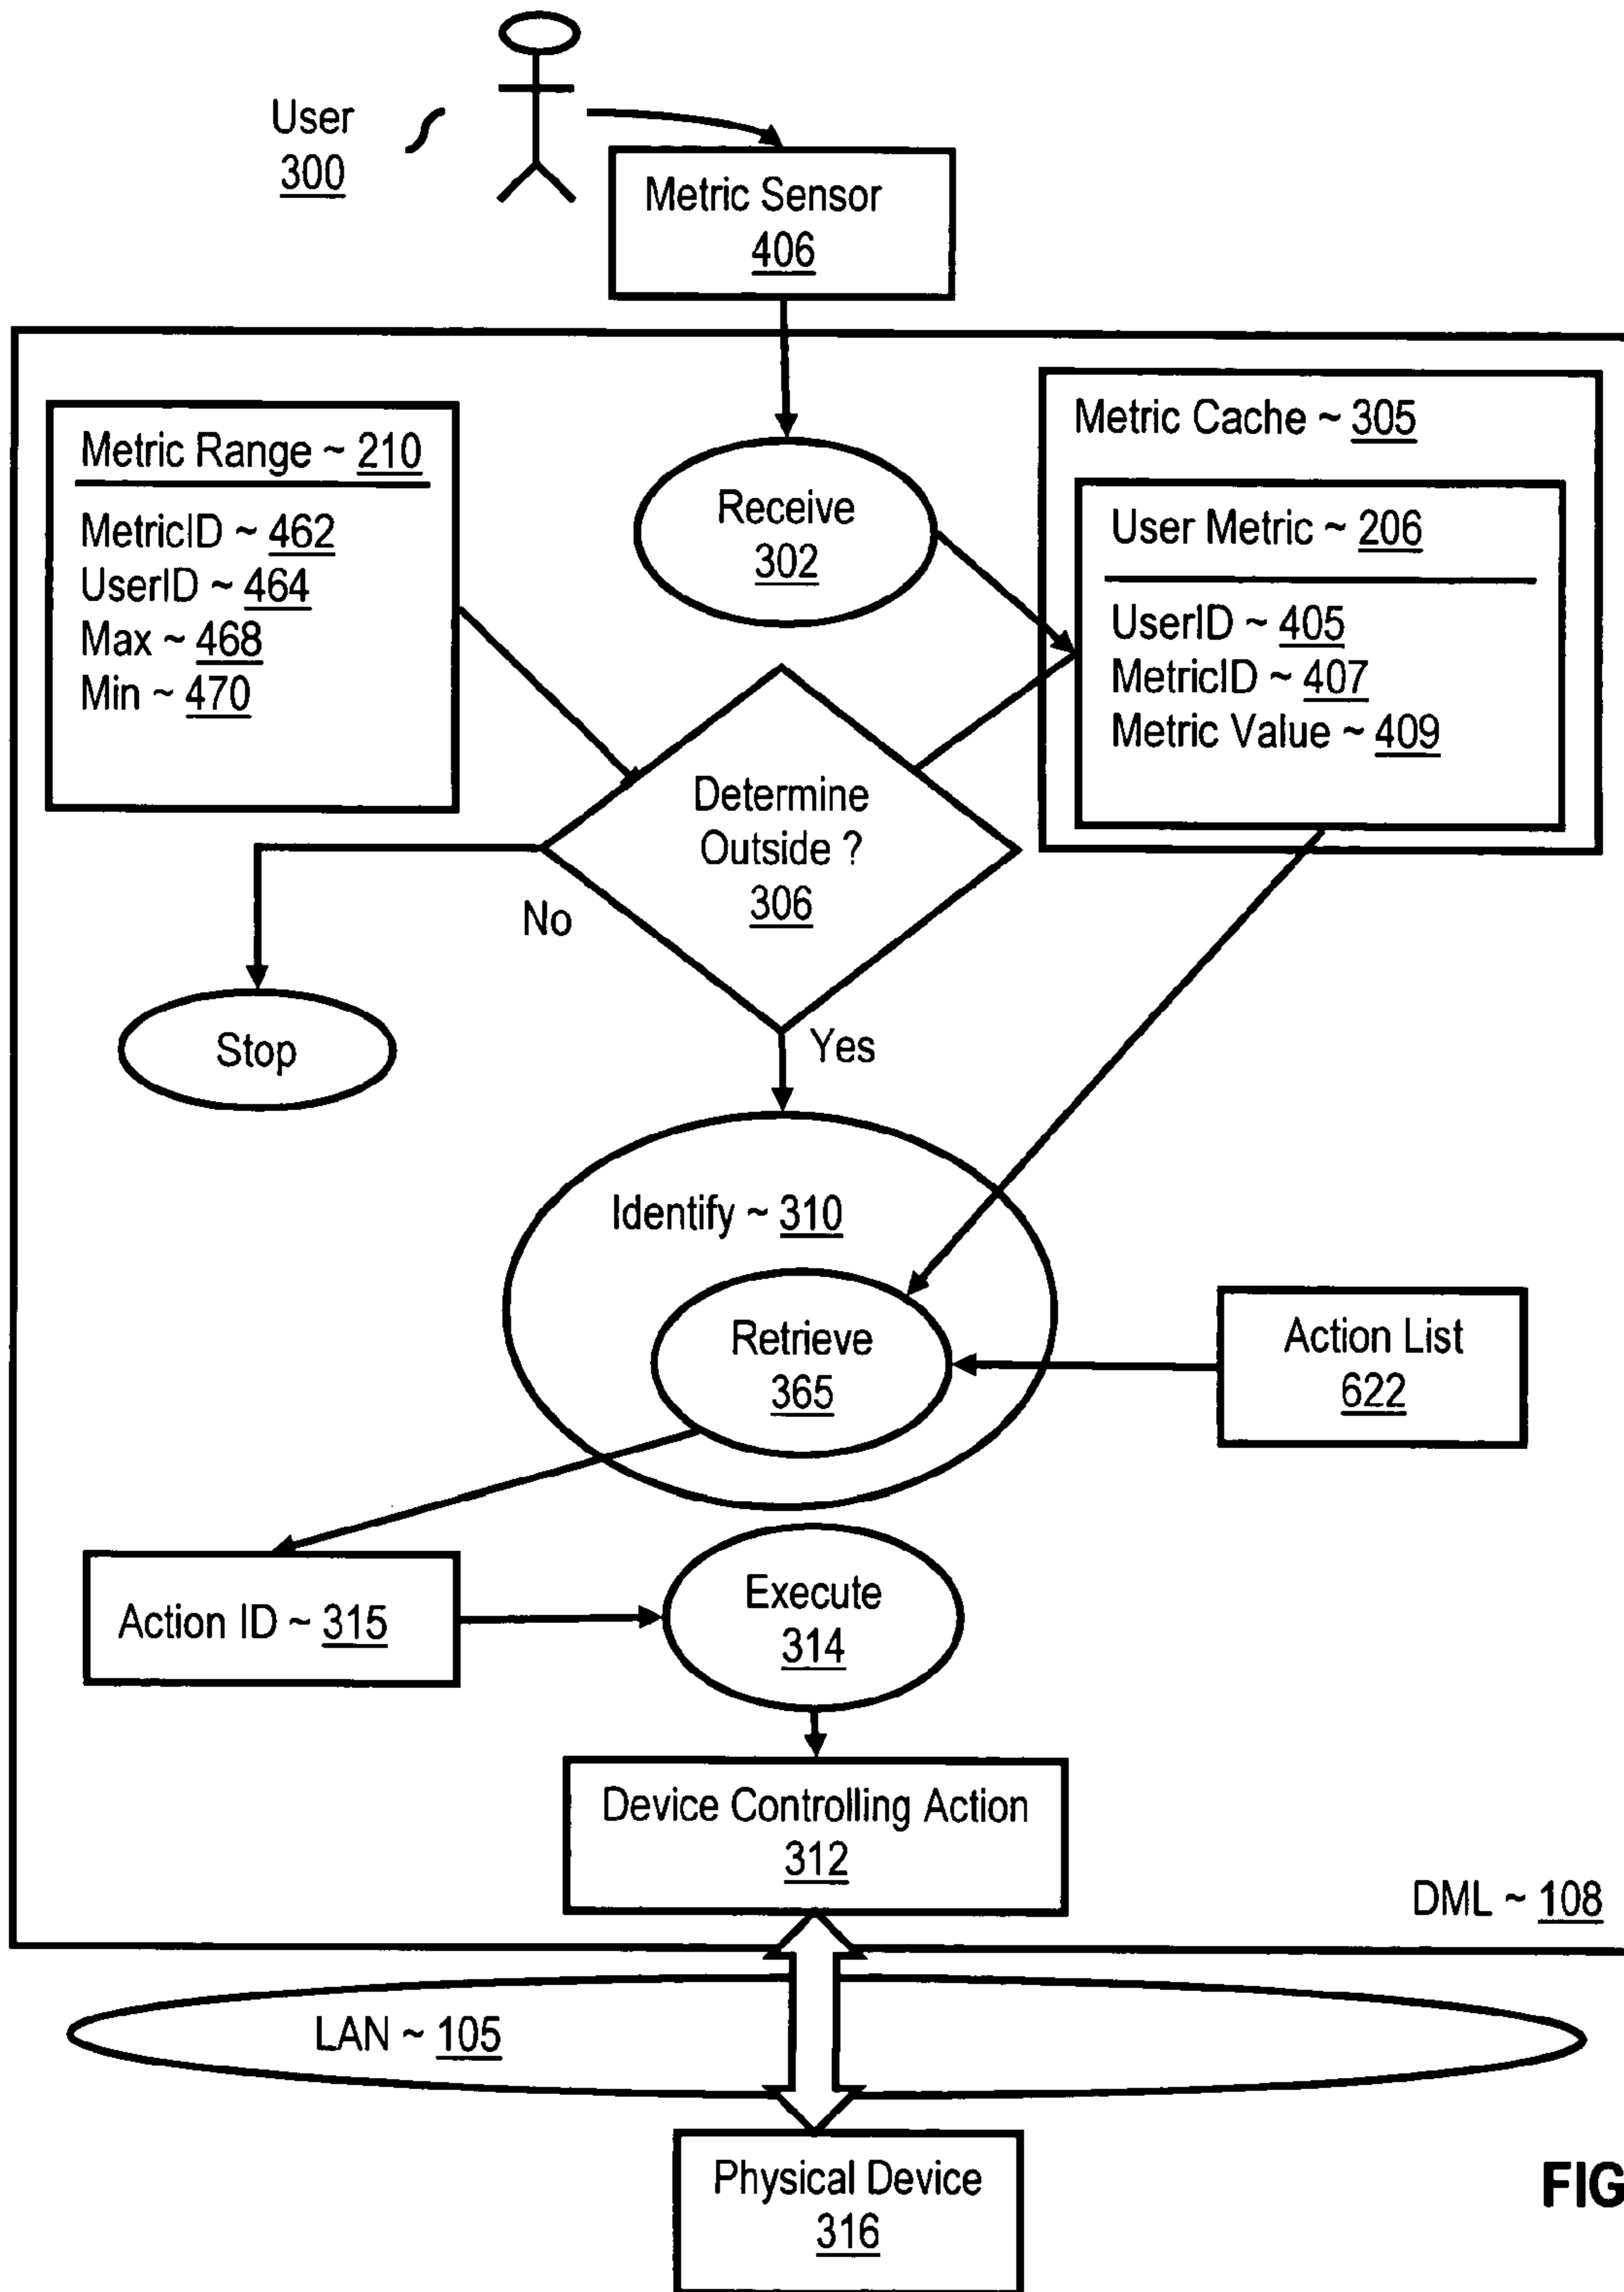 User
300
Metric Sensor
406
Metric Range ~ 210
MetricID ~ 462
UserID ~ 464
Max ~ 468
Min ~ 470
Receive
302
Metric Cache ~ 305
User Metric ~ 206
UserID ~ 405
MetricID ~ 407
Metric Value ~ 409
Determine
Outside ?
306
No
Stop
Yes
Identify ~ 310
Retrieve
365
Action List
622
Action ID ~ 315
Execute
314
Device Controlling Action
312
DML ~ 108
LAN ~ 105
Physical Device
316
FIG